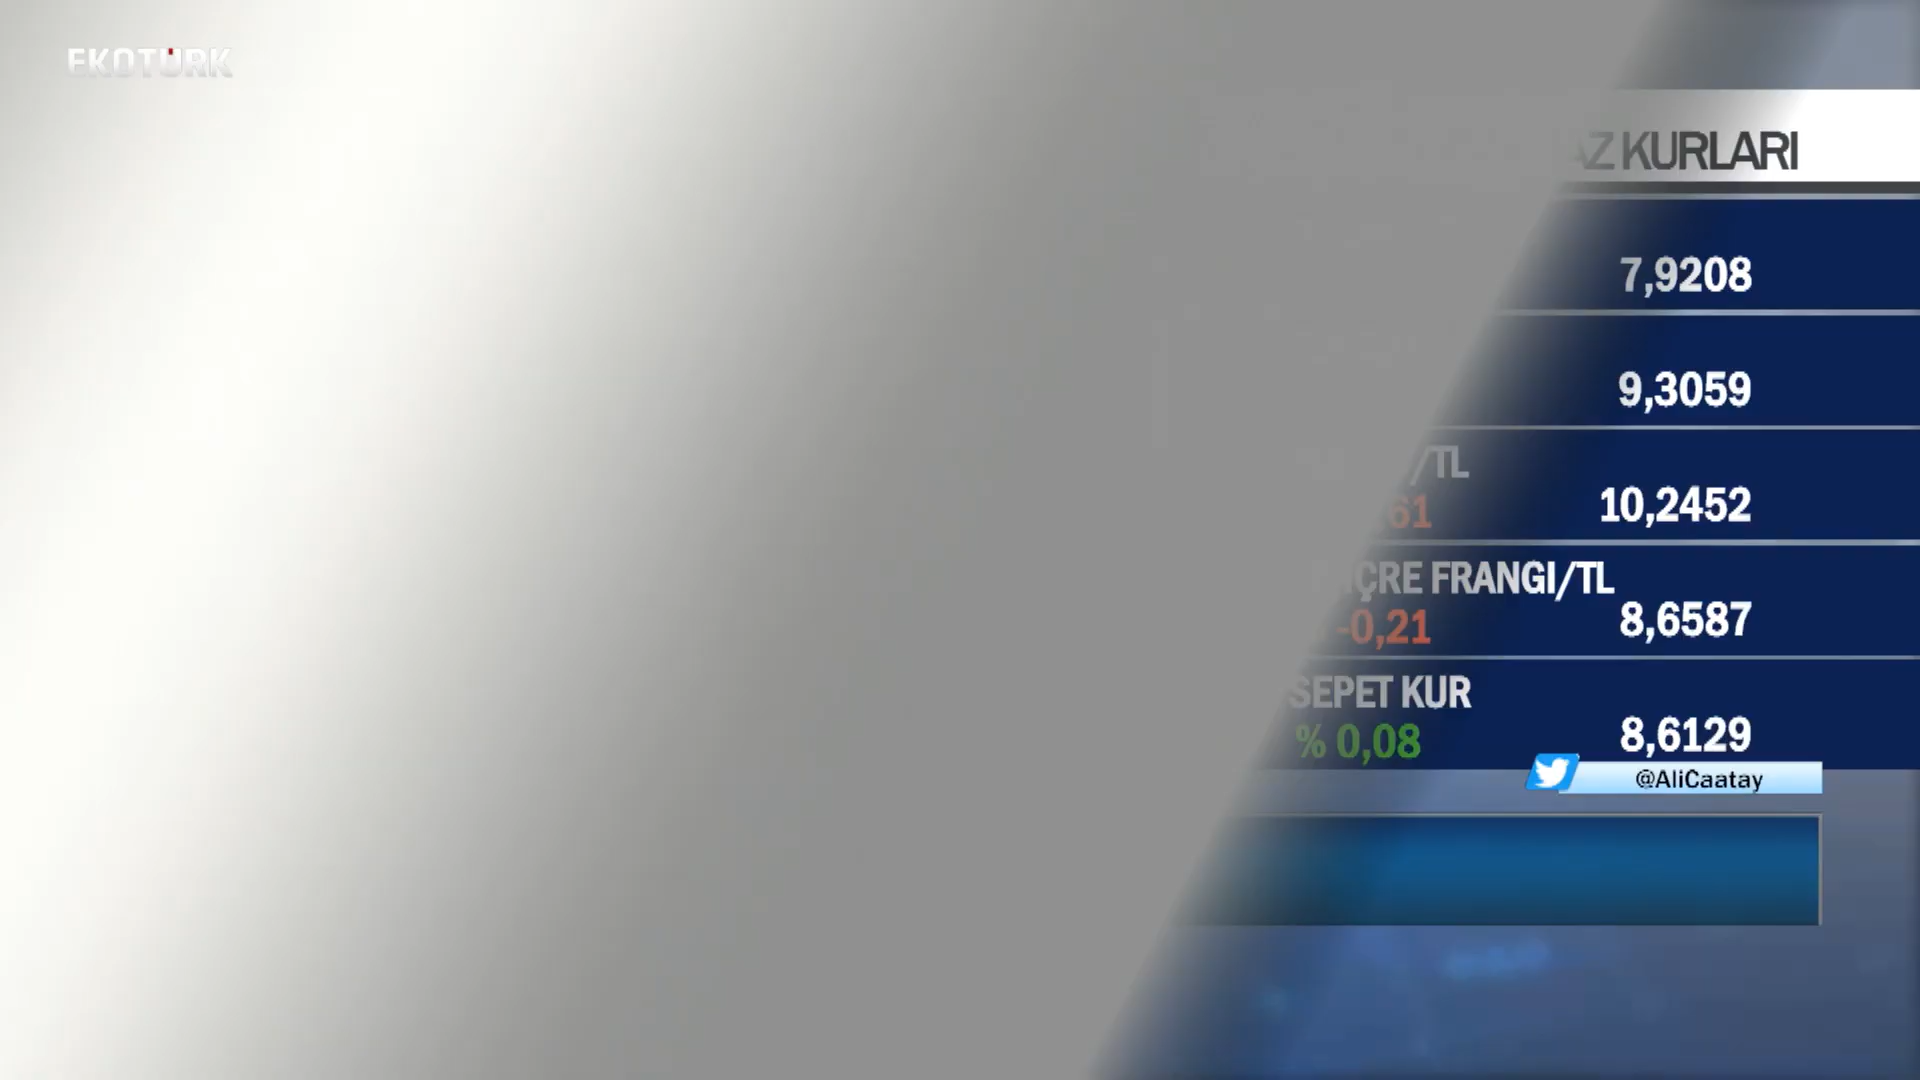 EKOTÜRK
KURLARI
7,9208
9,3059
/TL
10,2452
FRANGI/TL
-0,21
8,6587
SEPET KUR
% 0,08
8,6129
@AliCaatay